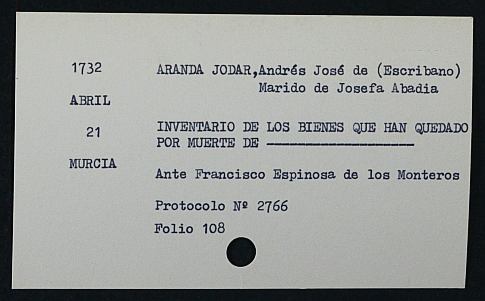 1732
ABRIL
21
MURCIA
ARANDA JODAR,Andrés José de (Escribano)
Marido de Josefa Abadia
INVENTARIO DE LOS BIENES QUE HAN QUEDADO
POR MUERTE DE ---------------------
Ante Francisco Espinosa de los Monteros
Protocolo Nº 2766
Folio 108